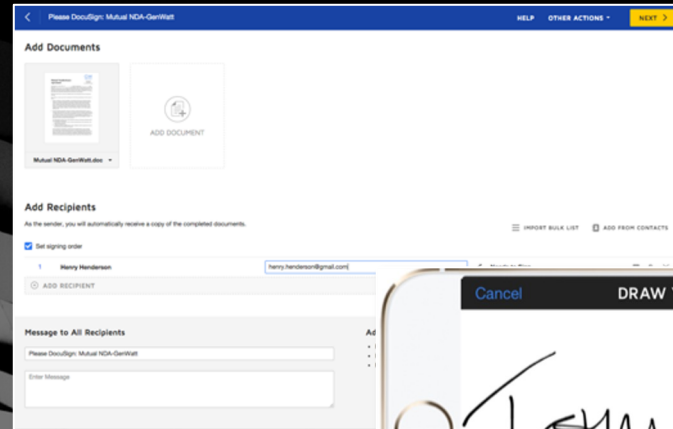 Please DocuSign: Mutual NDA-GenWatt
HELP
OTHER ACTIONS
NEXT
Add Documents
ADD DOCUMENT
Mutual NDA-GenWatt.doc
Add Recipients
As the sender, you will automatically receive a copy of the completed documents.
IMPORT BULK LIST
ADD FROM CONTACTS
Set signing order
1 Henry Henderson henry.henderson@gmail.com
ADD RECIPIENT
Cancel
DRAW
Message to All Recipients
Please DocuSign: Mutual NDA-GenWatt
Enter Message